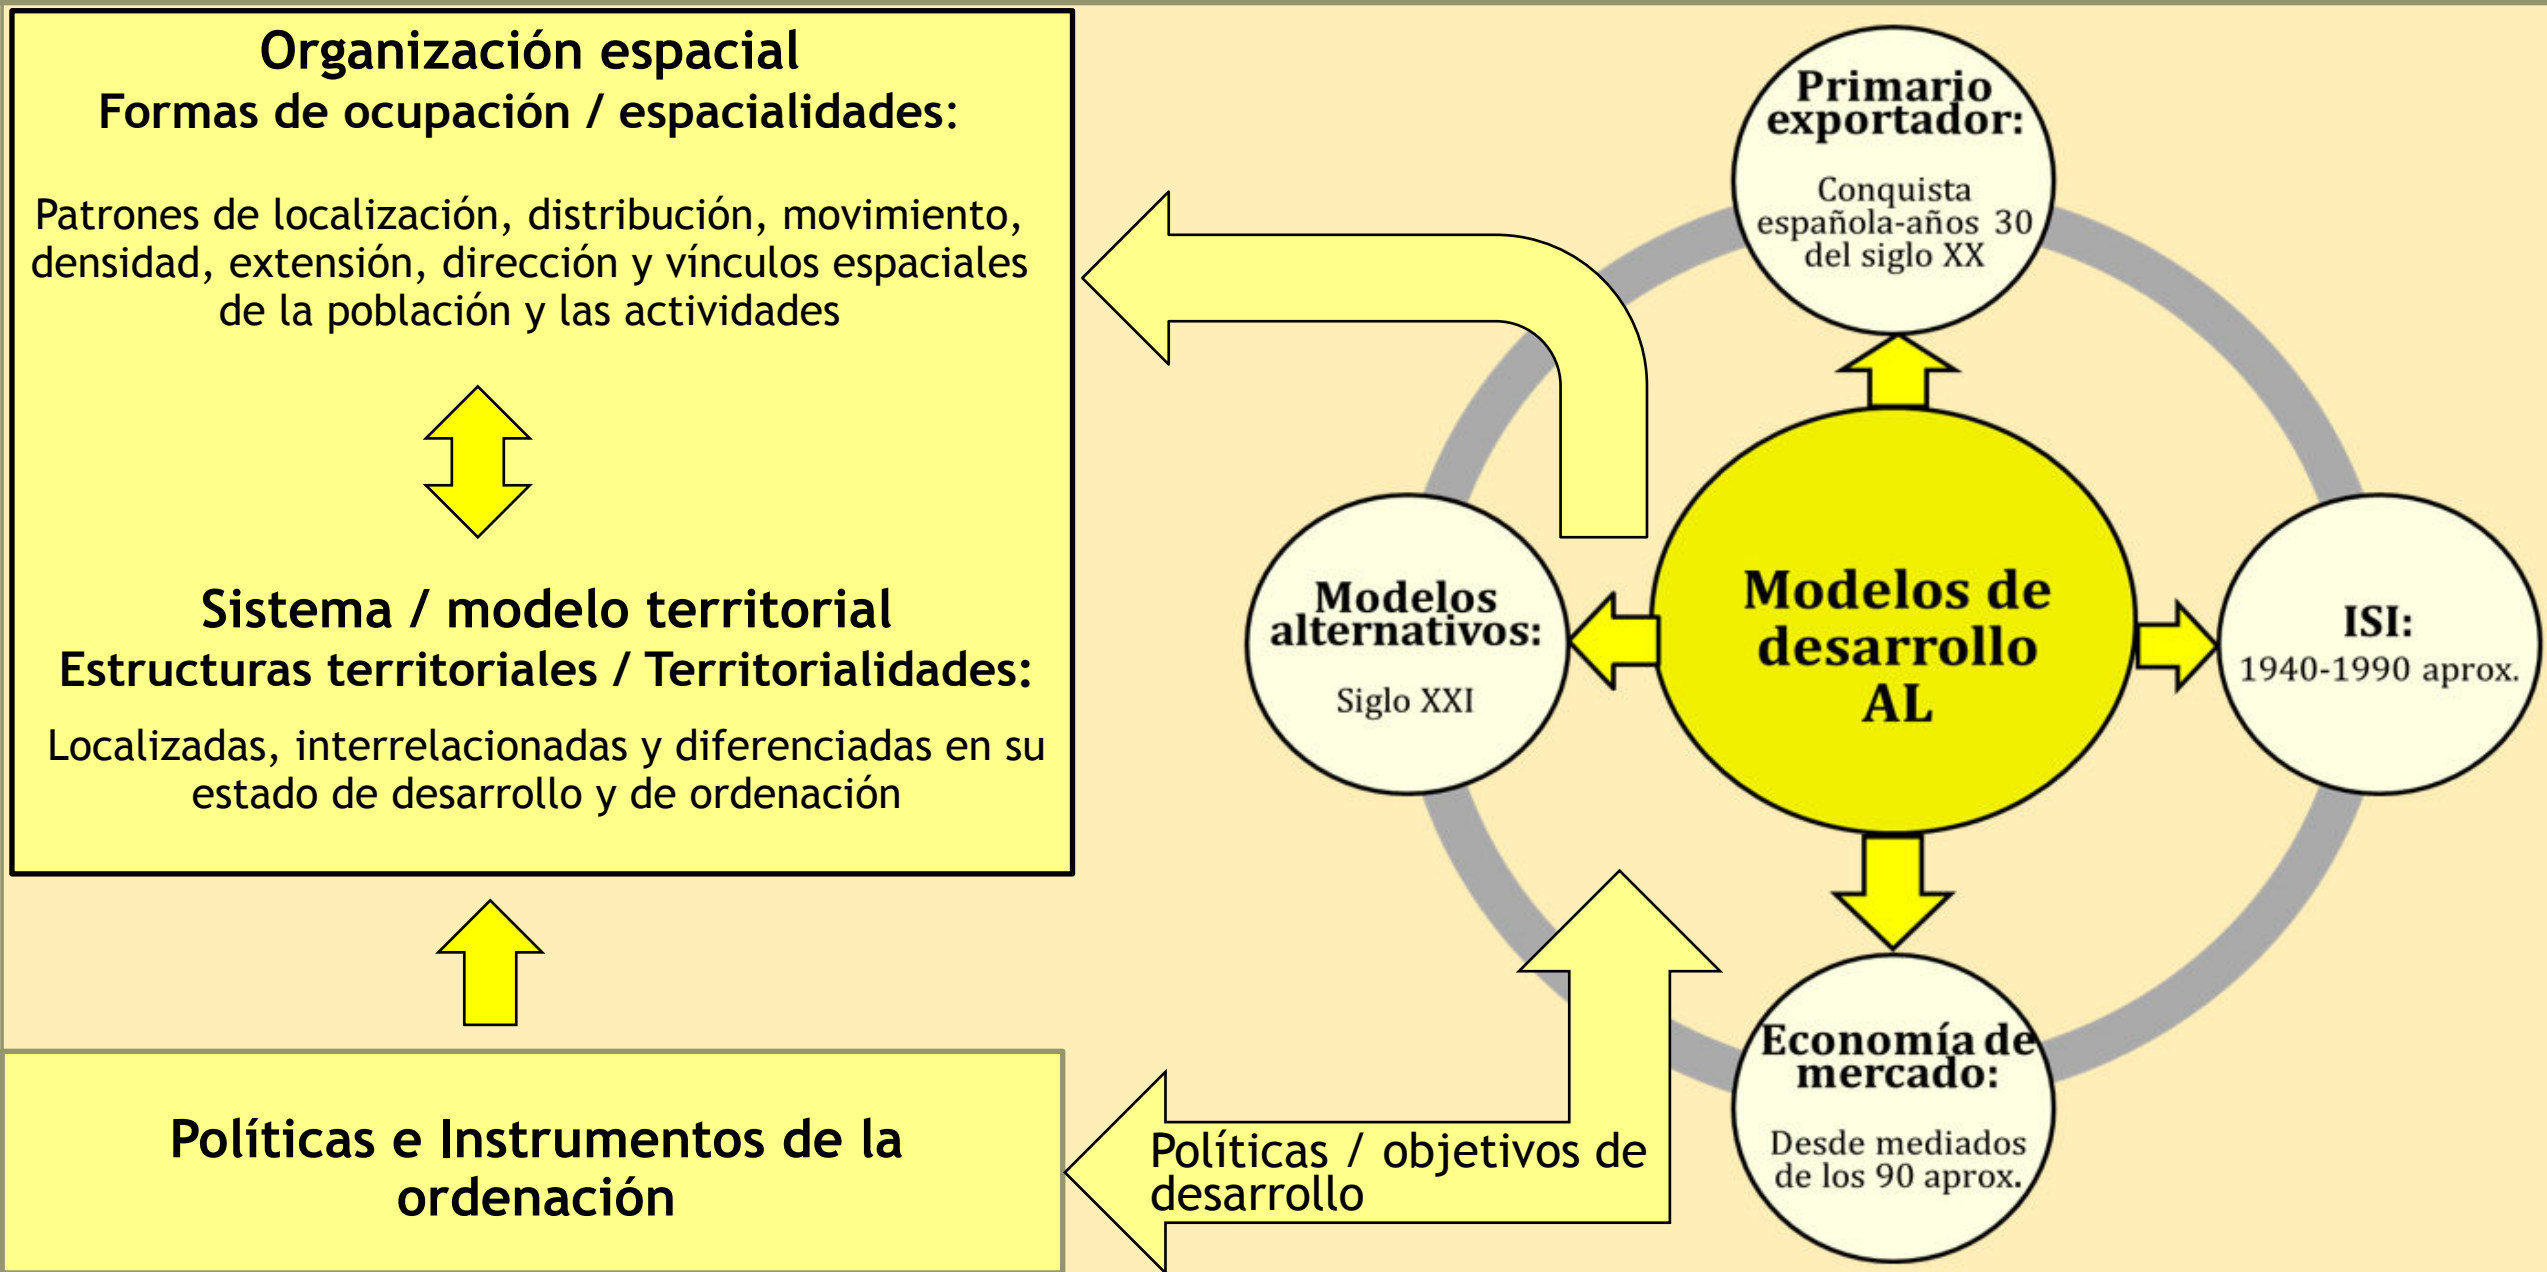 Organización espacial
Formas de ocupación / espacialidades:
Patrones de localización, distribución, movimiento,
densidad, extensión, dirección y vínculos espaciales
de la población y las actividades
Sistema / modelo territorial
Estructuras territoriales / Territorialidades:
Localizadas, interrelacionadas y diferenciadas en su
estado de desarrollo y de ordenación
Políticas e Instrumentos de la
ordenación
Políticas / objetivos de
desarrollo
Primario
exportador:
Conquista
española-años 30
del siglo XX
Modelos
alternativos:
Siglo XXI
Modelos de
desarrollo
AL
ISI:
1940-1990 aprox.
Economía de
mercado:
Desde mediados
de los 90 aprox.